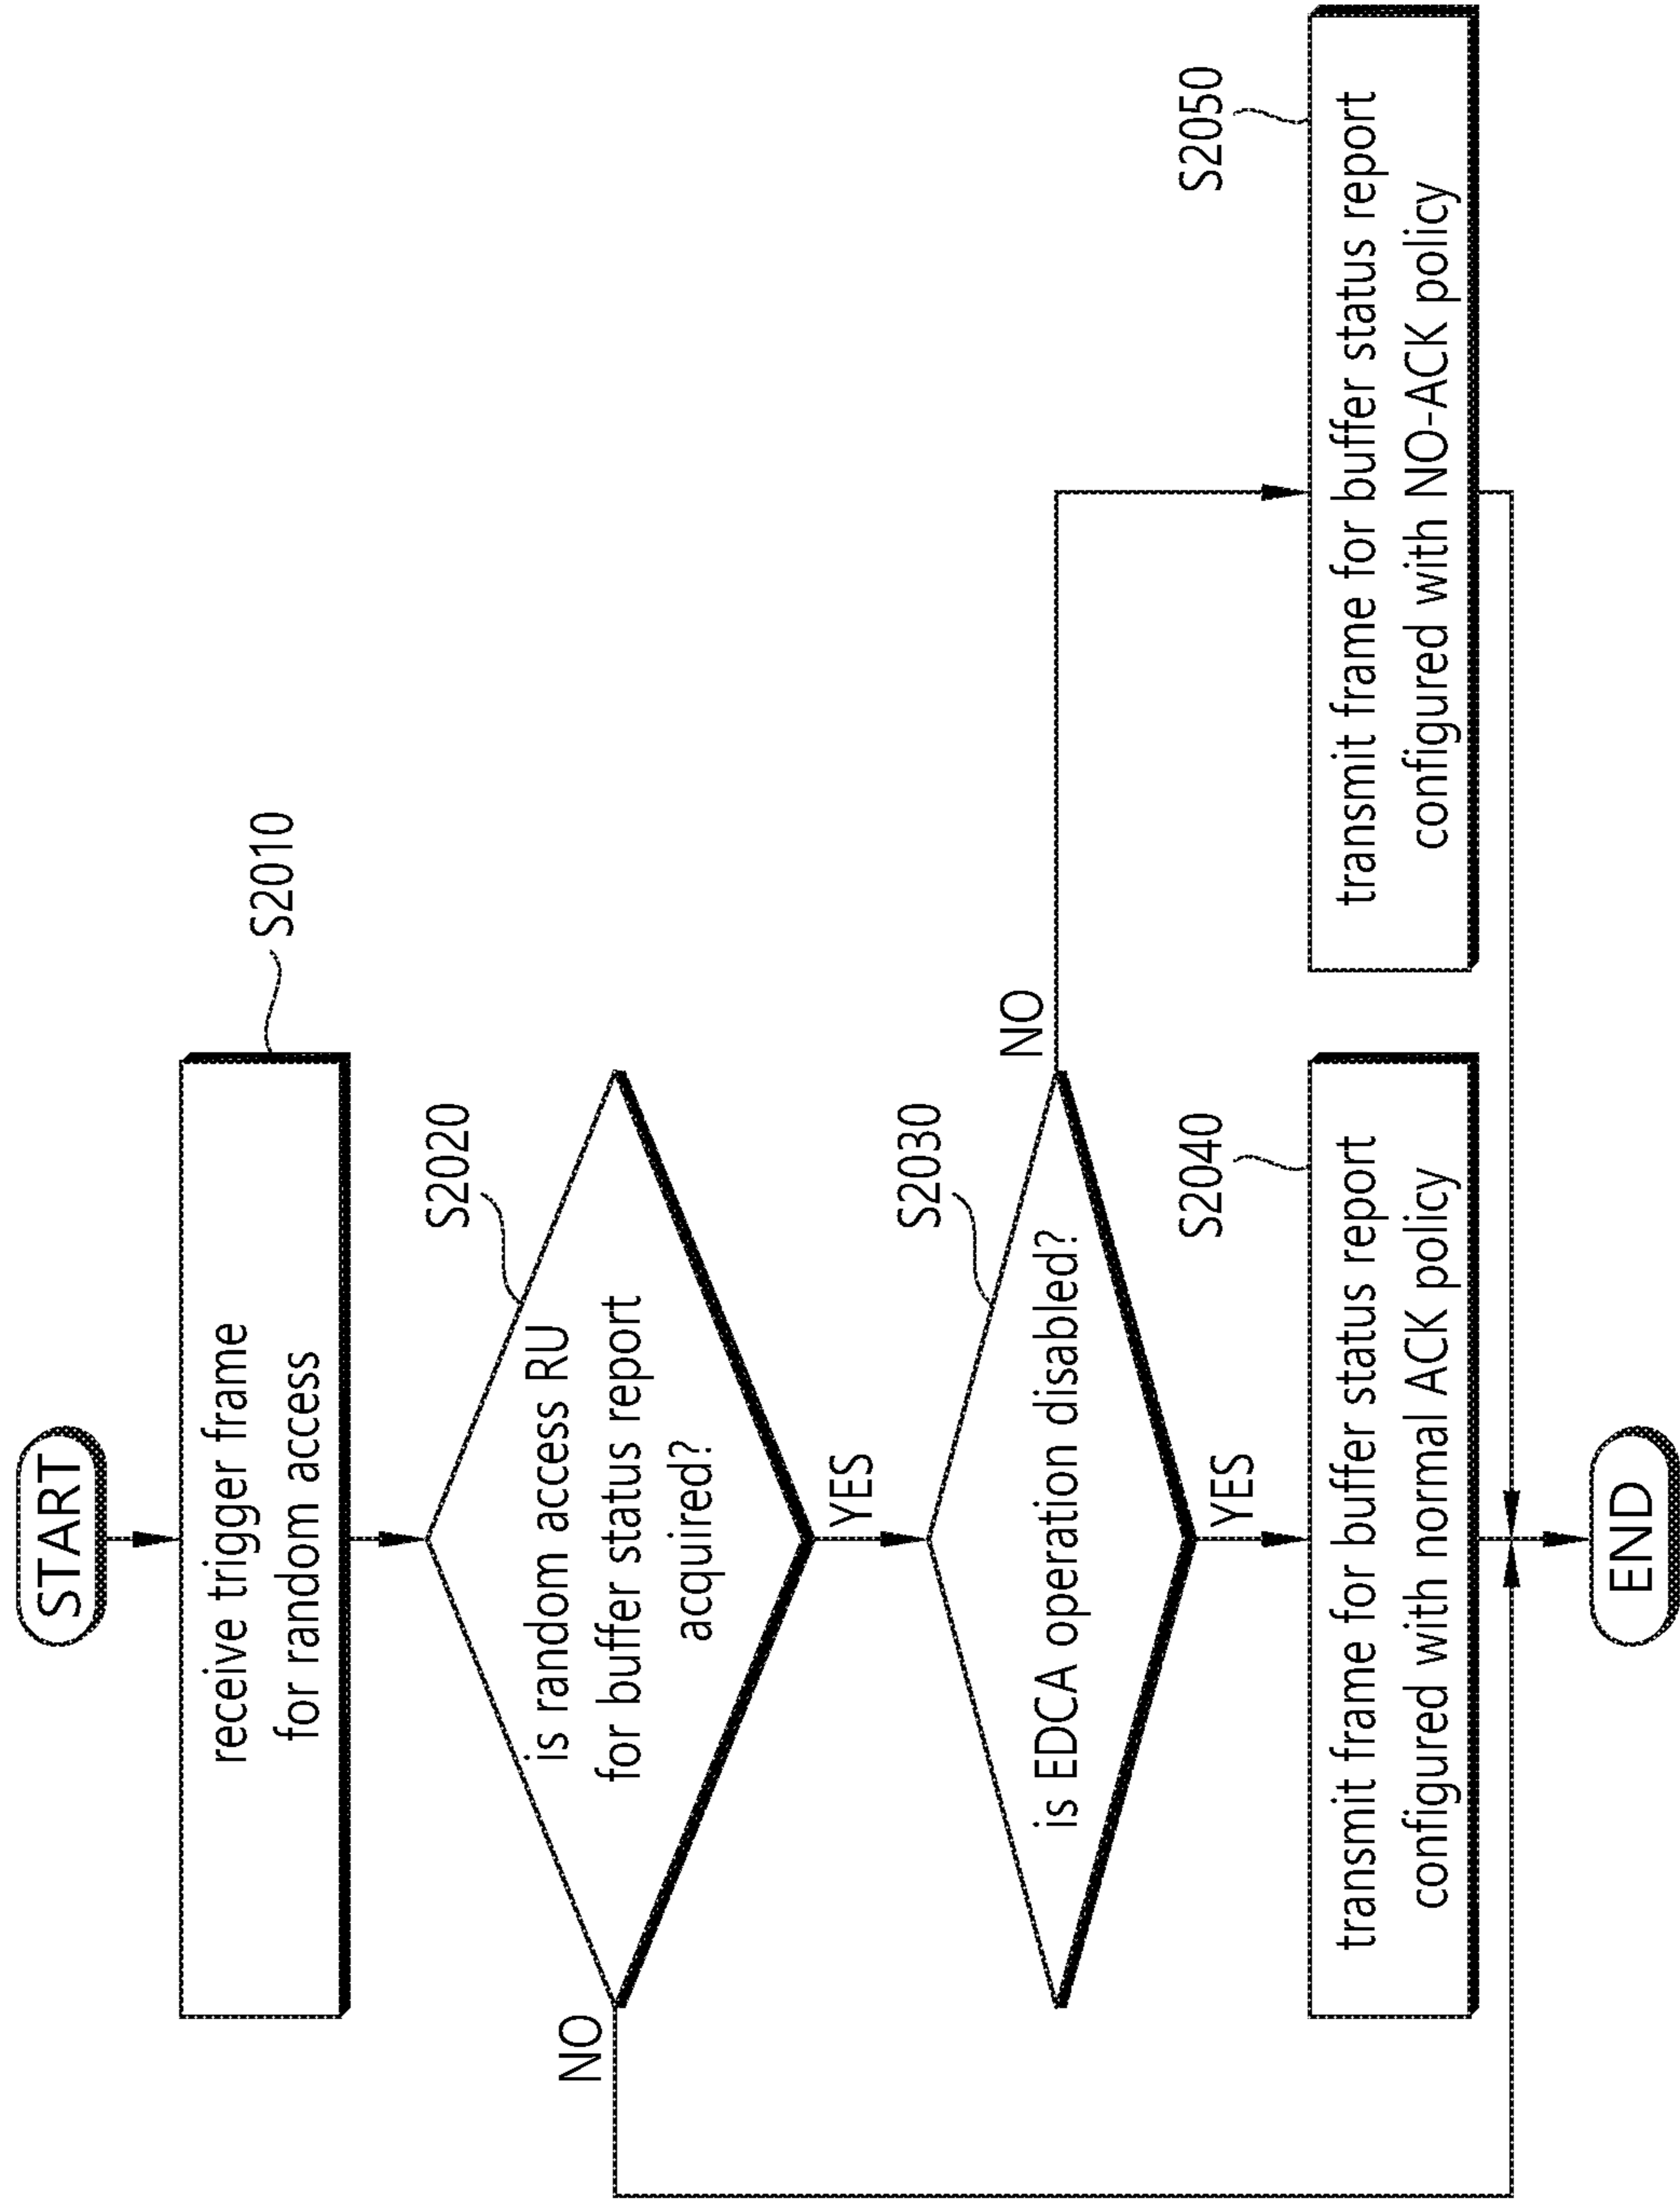 START
receive trigger frame
for random access
S2010
is random access RU
for buffer status report
acquired?
S2020
NO
YES
is EDCA operation disabled?
S2030
NO
YES
transmit frame for buffer status report
configured with normal ACK policy
S2040
transmit frame for buffer status report
configured with NO-ACK policy
S2050
END